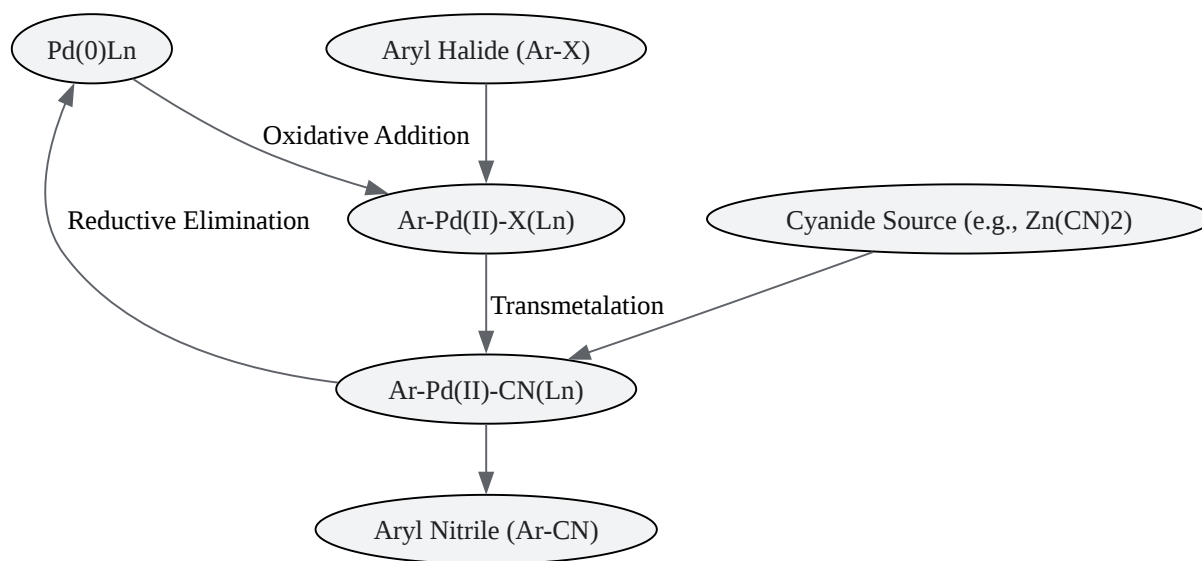 Pd(0)Ln
Aryl Halide (Ar-X)
Oxidative Addition
Reductive Elimination
Ar-Pd(II)-X(Ln)
Cyanide Source (e.g., Zn(CN)2)
Transmetalation
Ar-Pd(II)-CN(Ln)
Aryl Nitrile (Ar-CN)